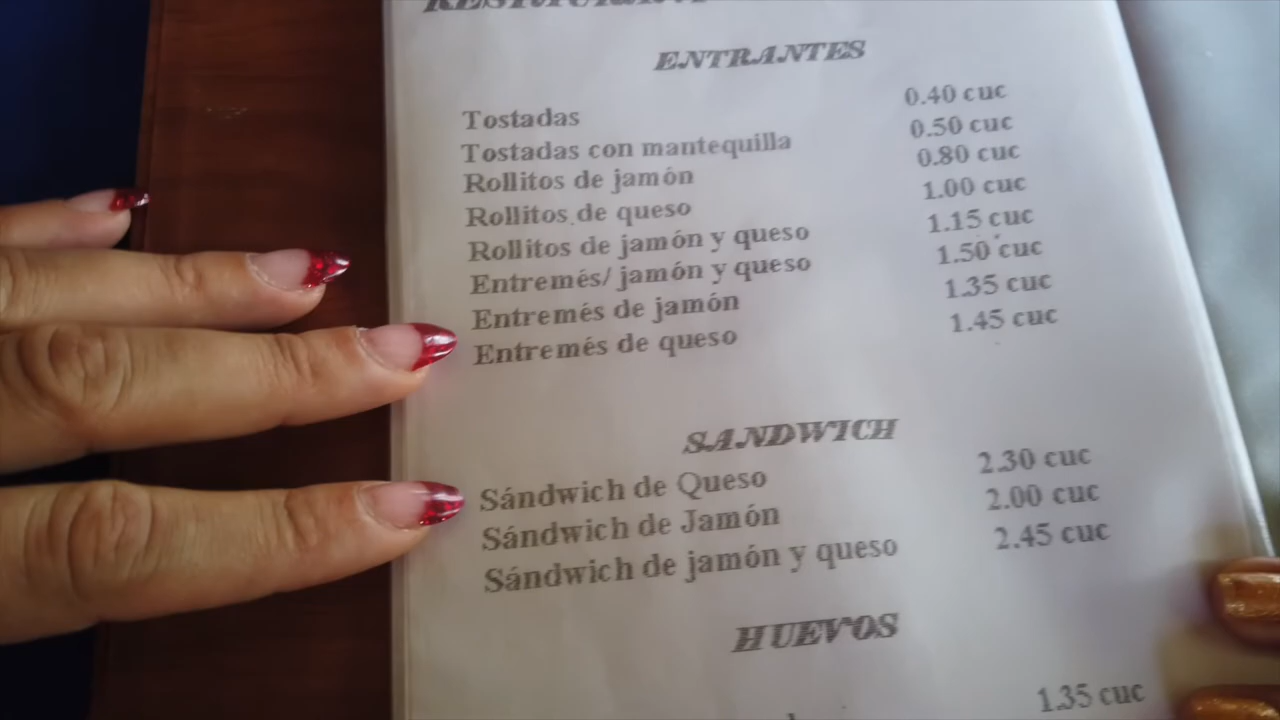 ENTRANTES
Tostadas 0.40 cuc
Tostadas con mantequilla 0.50 cuc
Rollitos de jamón 0.80 cuc
Rollitos de queso 1.00 cuc
Rollitos de jamón y queso 1.15 cuc
Entremés/ jamón y queso 1.50 cuc
Entremés de jamón 1.35 cuc
Entremés de queso 1.45 cuc
SANDWICH
Sándwich de Queso 2.30 cuc
Sándwich de Jamón 2.00 cuc
Sándwich de jamón y queso 2.45 cuc
HUEVOS
1.35 cuc